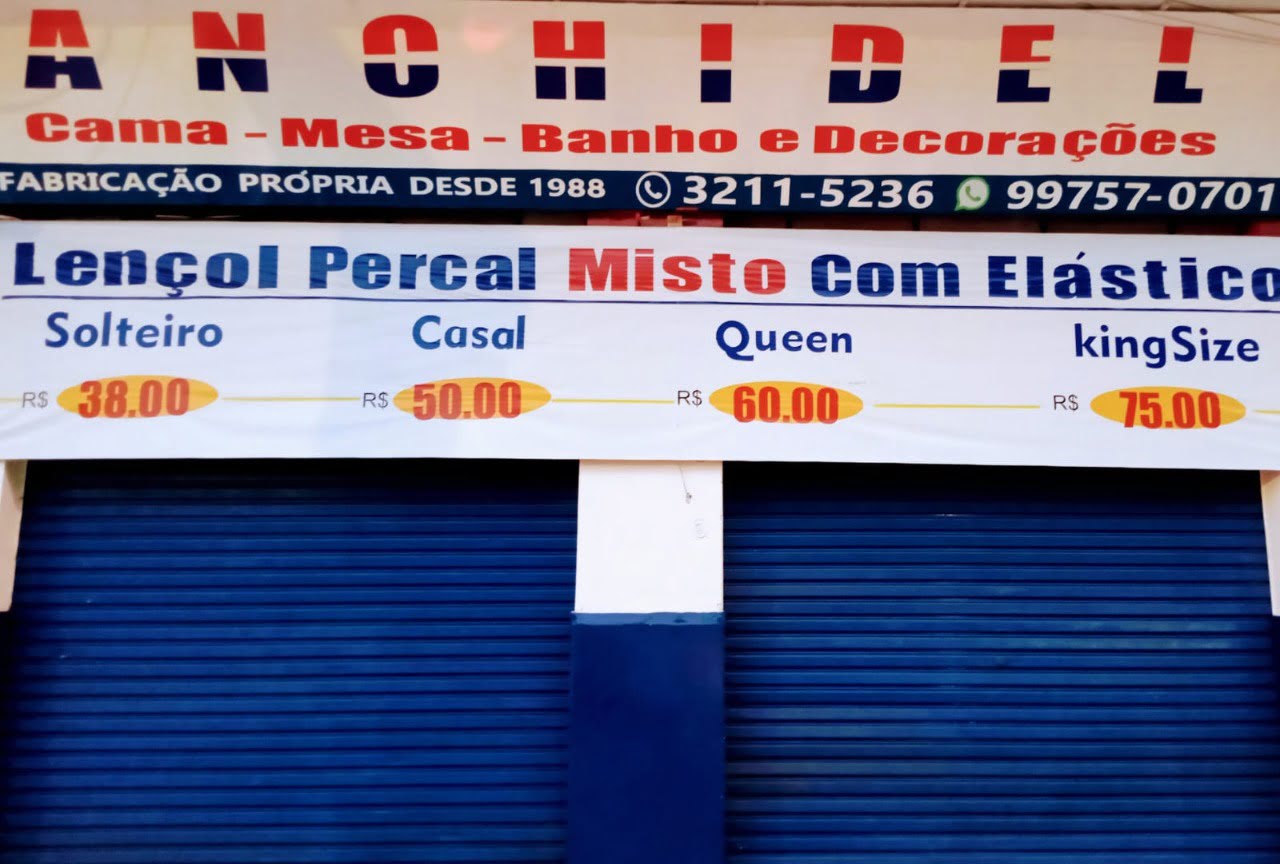 ANCHIDEL
Cama - Mesa - Banho e Decorações
FABRICAÇÃO PRÓPRIA DESDE 1988 3211-5236 99757-0701
Lençol Percal Misto Com Elástico
Solteiro Casal Queen kingSize
R$ 38.00 R$ 50.00 R$ 60.00 R$ 75.00